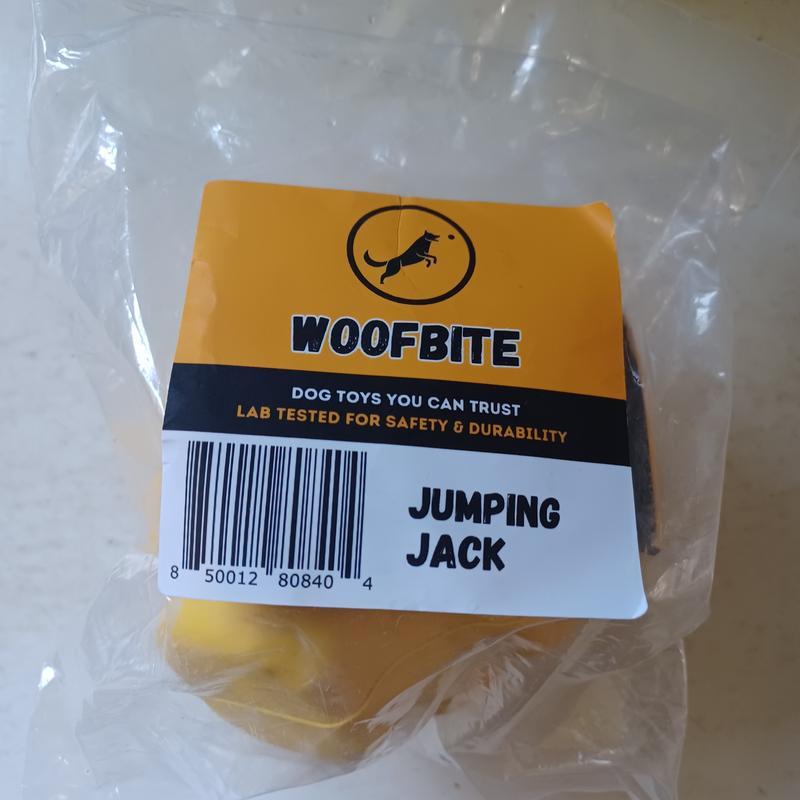 WOOFBITE
DOG TOYS YOU CAN TRUST
LAB TESTED FOR SAFETY & DURABILITY
JUMPING
JACK
8 50012 80840 4